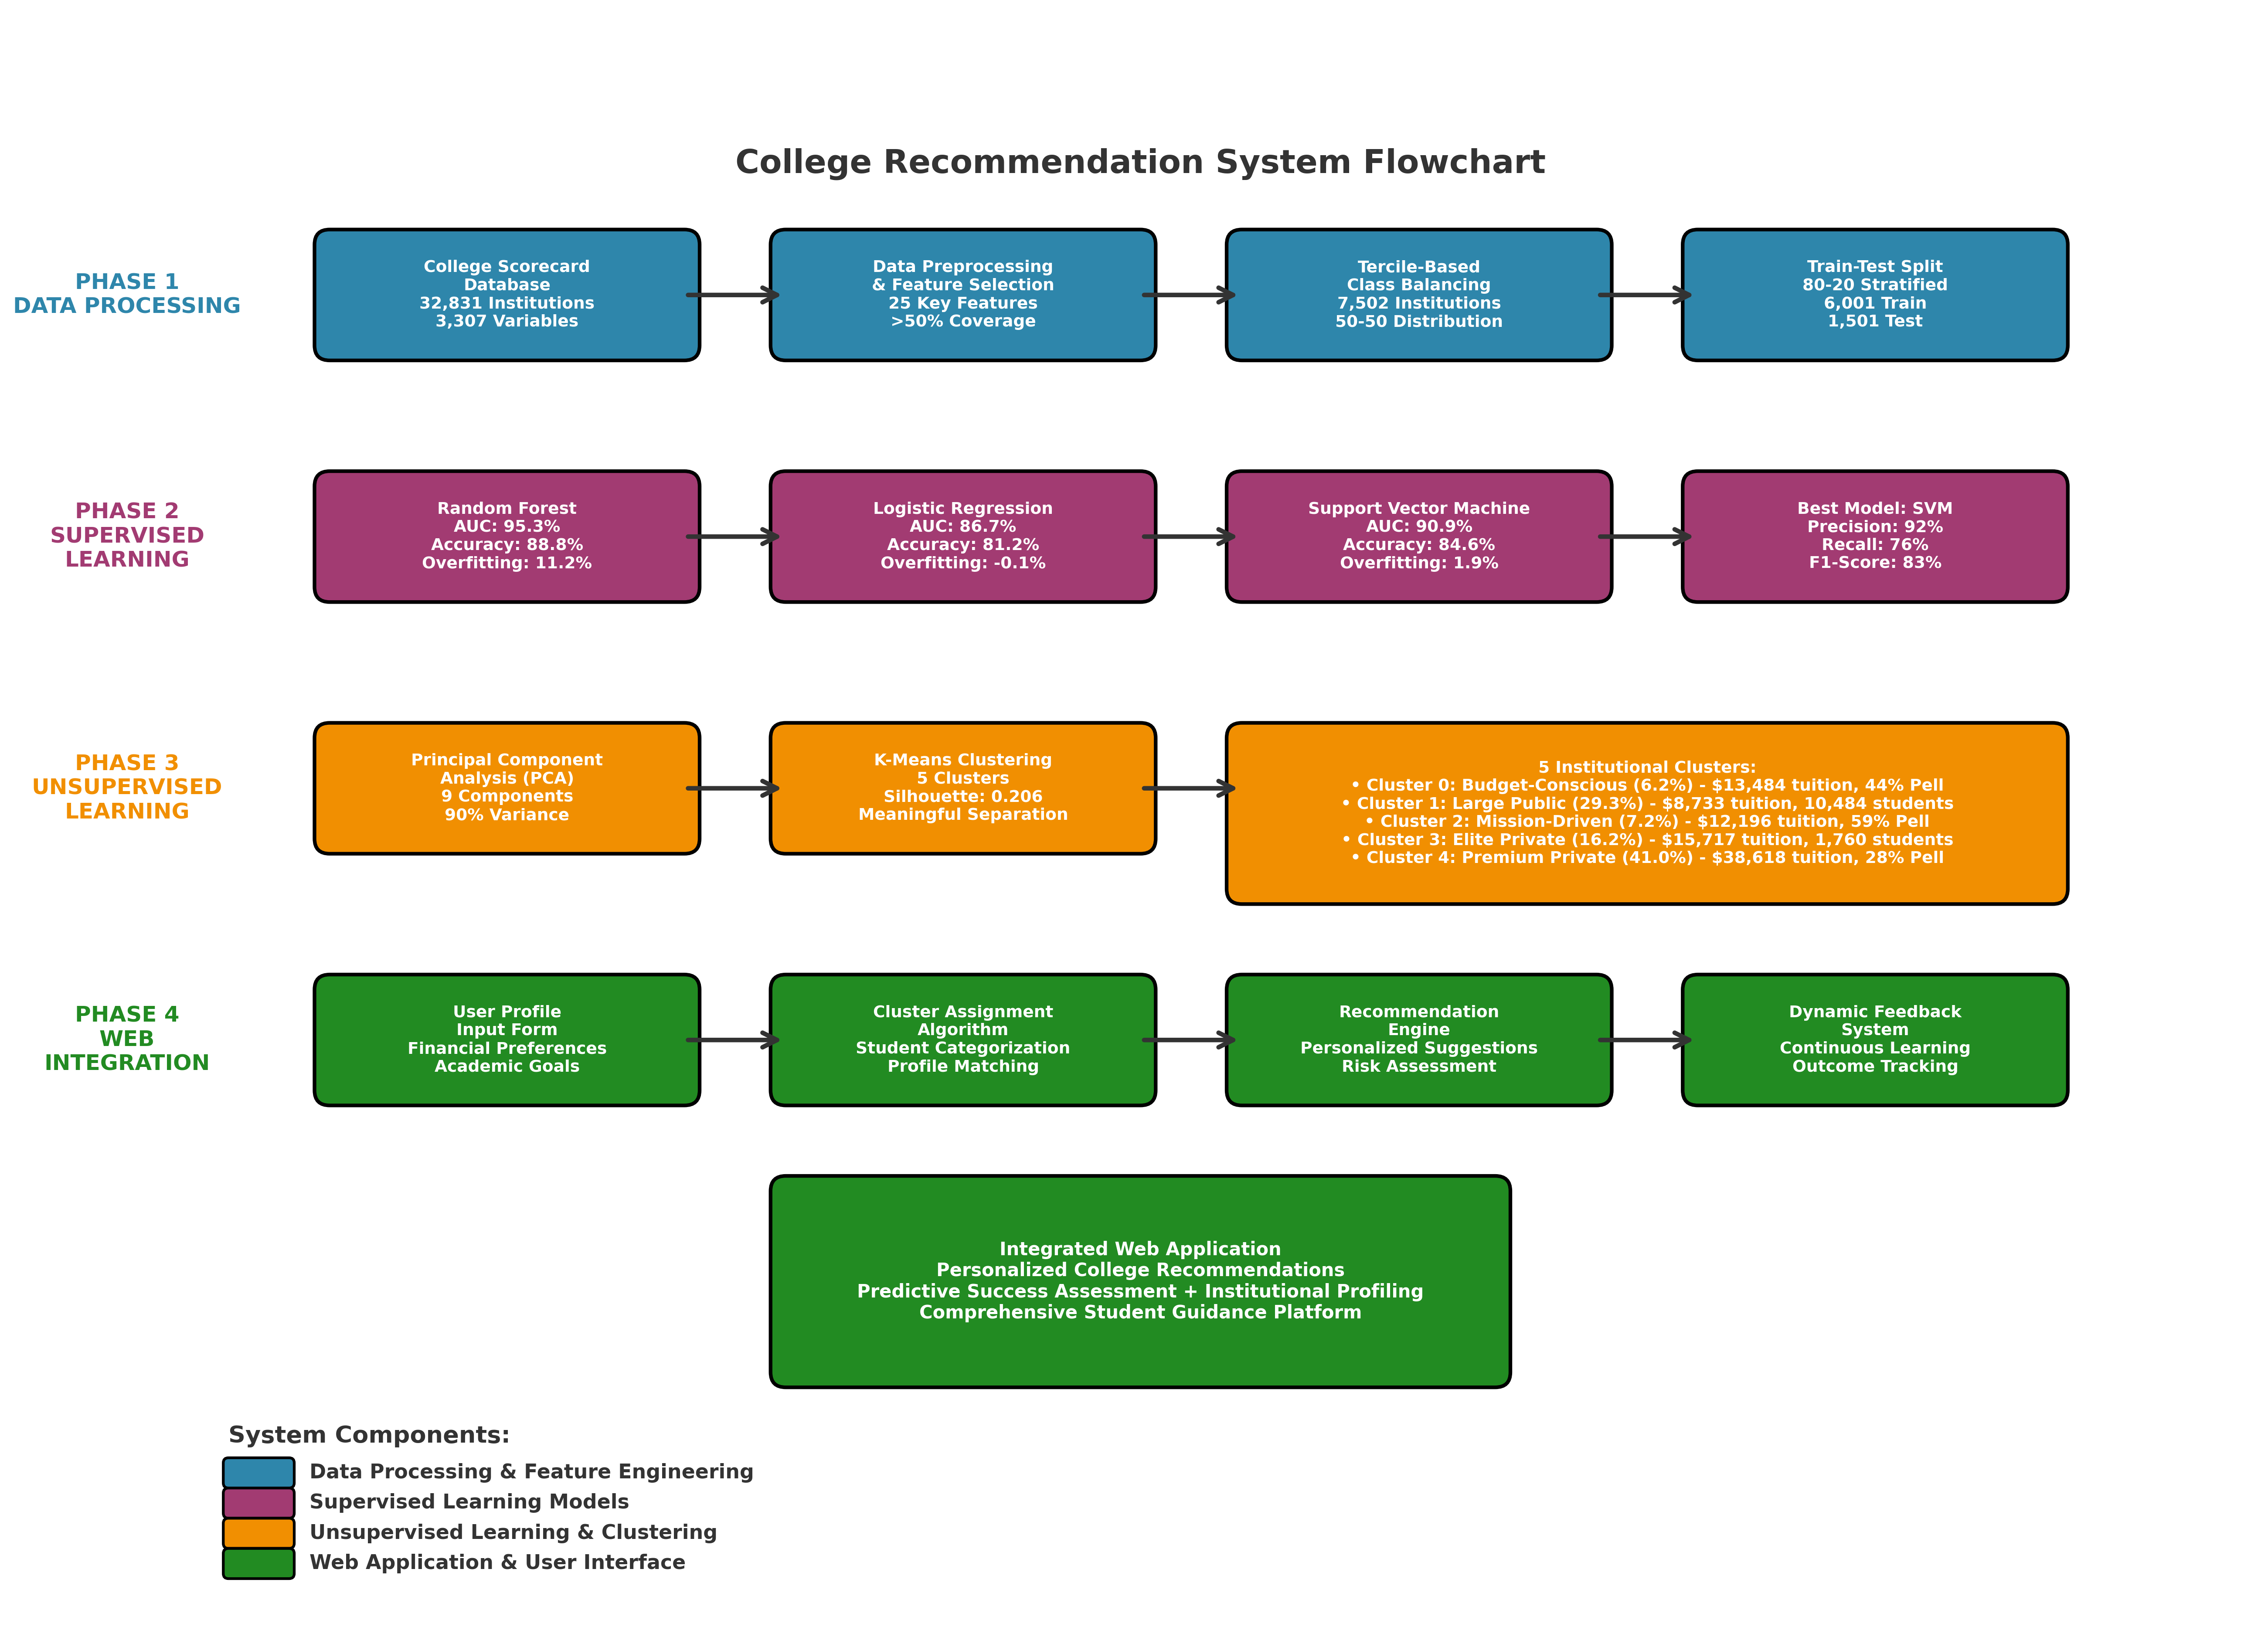 College Recommendation System Flowchart
PHASE 1
DATA PROCESSING
College Scorecard
Database
32,831 Institutions
3,307 Variables
Data Preprocessing
& Feature Selection
25 Key Features
>50% Coverage
Tercile-Based
Class Balancing
7,502 Institutions
50-50 Distribution
Train-Test Split
80-20 Stratified
6,001 Train
1,501 Test
PHASE 2
SUPERVISED
LEARNING
Random Forest
AUC: 95.3%
Accuracy: 88.8%
Overfitting: 11.2%
Logistic Regression
AUC: 86.7%
Accuracy: 81.2%
Overfitting: -0.1%
Support Vector Machine
AUC: 90.9%
Accuracy: 84.6%
Overfitting: 1.9%
Best Model: SVM
Precision: 92%
Recall: 76%
F1-Score: 83%
PHASE 3
UNSUPERVISED
LEARNING
Principal Component
Analysis (PCA)
9 Components
90% Variance
K-Means Clustering
5 Clusters
Silhouette: 0.206
Meaningful Separation
5 Institutional Clusters:
• Cluster 0: Budget-Conscious (6.2%) - $13,484 tuition, 44% Pell
• Cluster 1: Large Public (29.3%) - $8,733 tuition, 10,484 students
• Cluster 2: Mission-Driven (7.2%) - $12,196 tuition, 59% Pell
• Cluster 3: Elite Private (16.2%) - $15,717 tuition, 1,760 students
• Cluster 4: Premium Private (41.0%) - $38,618 tuition, 28% Pell
PHASE 4
WEB
INTEGRATION
User Profile
Input Form
Financial Preferences
Academic Goals
Cluster Assignment
Algorithm
Student Categorization
Profile Matching
Recommendation
Engine
Personalized Suggestions
Risk Assessment
Dynamic Feedback
System
Continuous Learning
Outcome Tracking
Integrated Web Application
Personalized College Recommendations
Predictive Success Assessment + Institutional Profiling
Comprehensive Student Guidance Platform
System Components:
Data Processing & Feature Engineering
Supervised Learning Models
Unsupervised Learning & Clustering
Web Application & User Interface